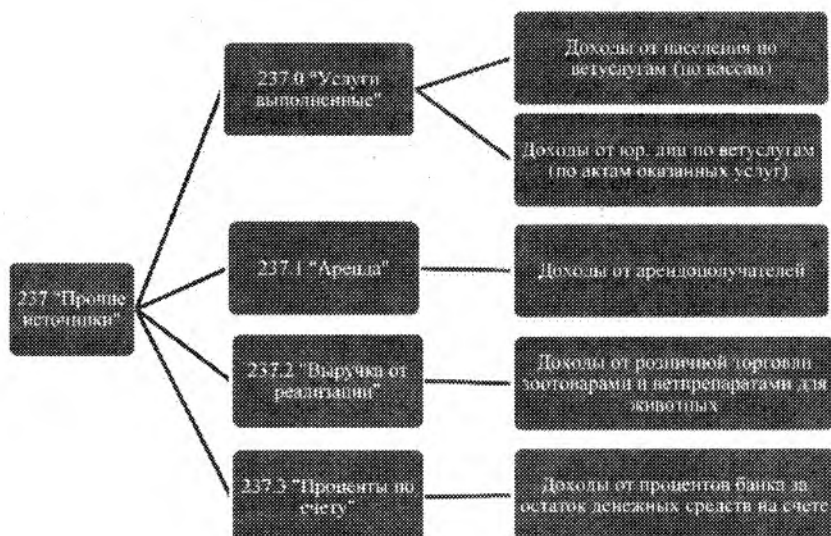 237 "Прочие
источники"
237.0 "Услуги
выполненные"
Доходы от населения по
ветуслугам (по кассам)
Доходы от юр. лиц по ветуслугам
(по актам оказанных услуг)
237.1 "Аренда"
Доходы от арендополучателей
237.2 "Выручка от
реализации"
Доходы от розничной торговли
зоотоварами и ветпрепаратами для
животных
237.3 "Проценты по
счету"
Доходы от процентов банка за
остаток денежных средств на счете